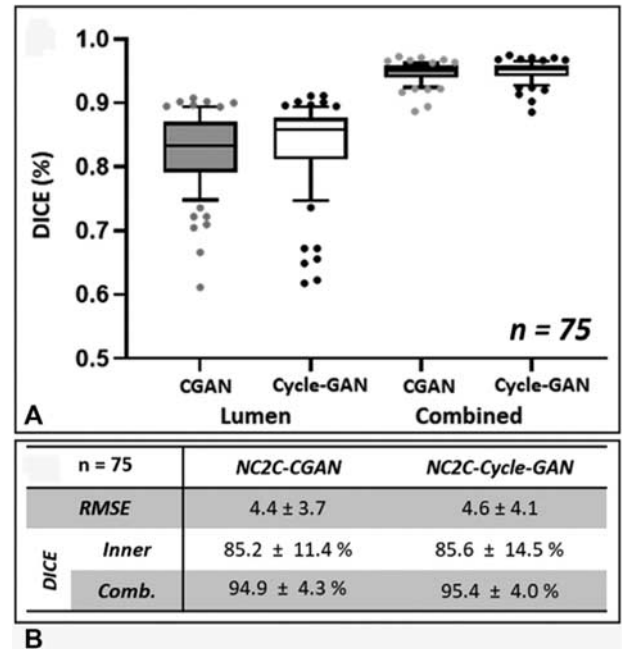 1.0
0.9
0.8
0.7
0.6
0.5
DICE (%)
n = 75
CGAN Cycle-GAN CGAN Cycle-GAN
Lumen Combined
A
n = 75 NC2C-CGAN NC2C-Cycle-GAN
RMSE 4.4 ± 3.7 4.6 ± 4.1
DICE
Inner 85.2 ± 11.4 % 85.6 ± 14.5 %
Comb. 94.9 ± 4.3 % 95.4 ± 4.0 %
B